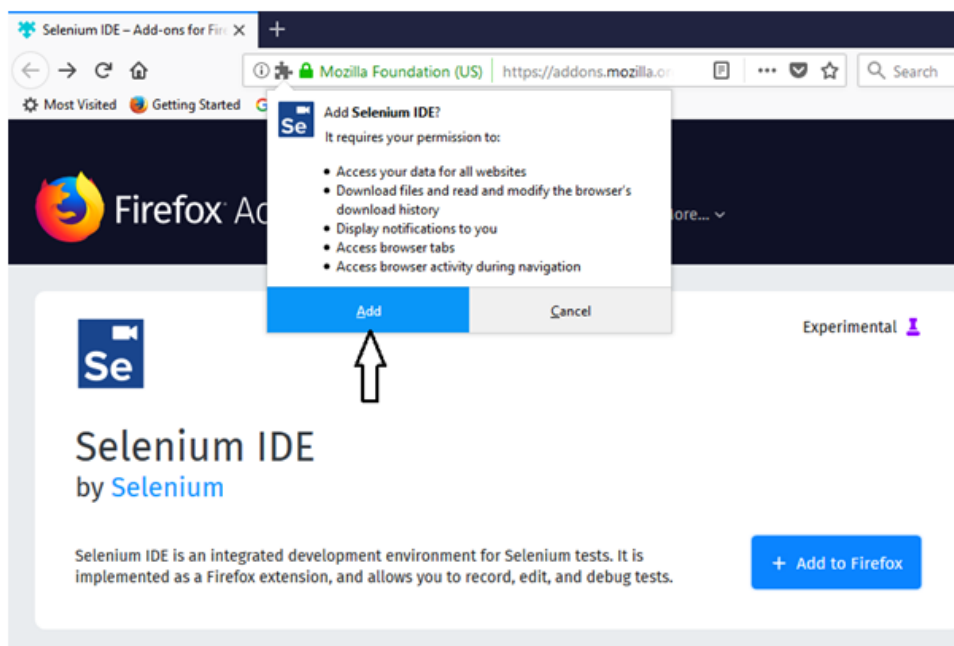 Selenium IDE – Add-ons for Fir
Mozilla Foundation (US) https://addons.mozilla.or
Search
Most Visited Getting Started G
Se
Add Selenium IDE?
It requires your permission to:
• Access your data for all websites
• Download files and read and modify the browser's
download history
• Display notifications to you
• Access browser tabs
• Access browser activity during navigation
Add Cancel
Firefox Ad
ore...
Experimental
Se
Selenium IDE
by Selenium
Selenium IDE is an integrated development environment for Selenium tests. It is
implemented as a Firefox extension, and allows you to record, edit, and debug tests.
+ Add to Firefox